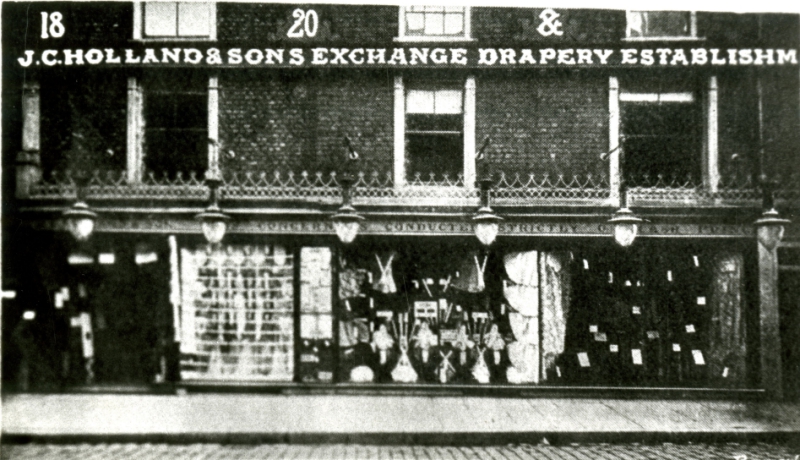 18 20 &
J.C. HOLLAND & SONS EXCHANGE DRAPERY ESTABLISHM
CONDUCTED STRICTLY